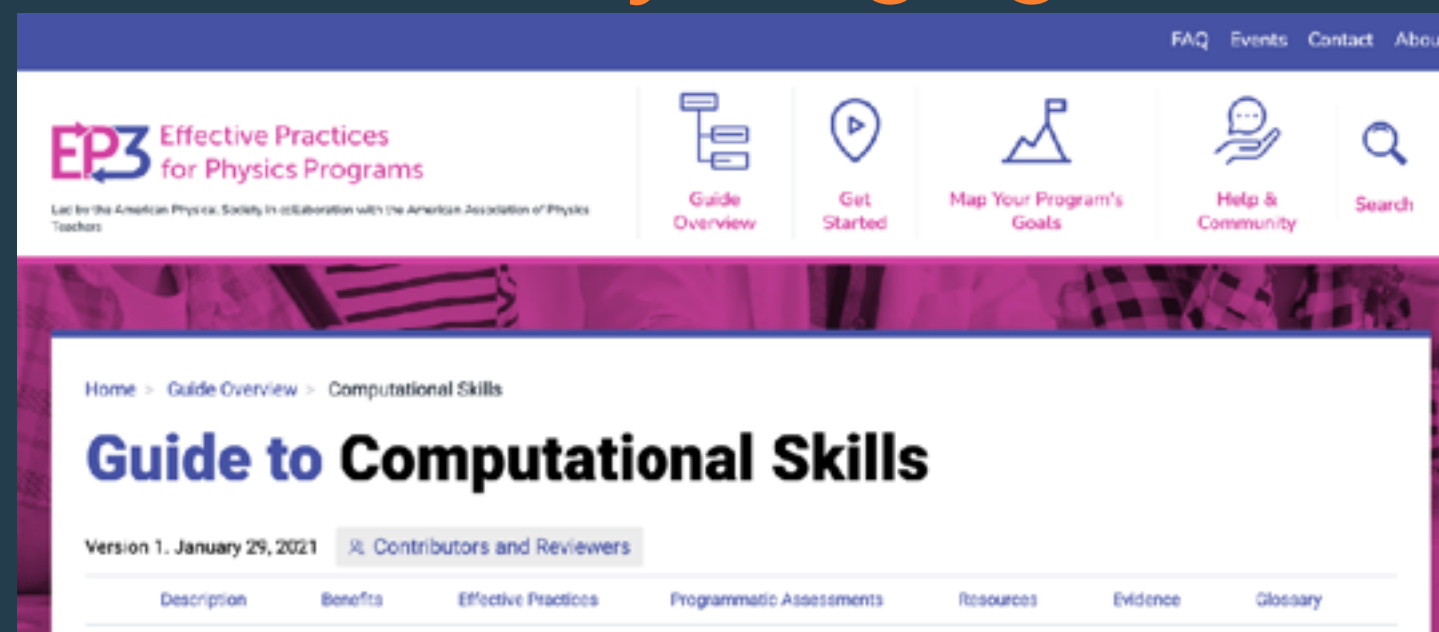 FAQ Events Contact
EP3 Effective Practices
for Physics Programs
Led by the American Physical Society in collaboration with the American Association of Physics
Teachers
Guide
Overview
Get
Started
Map Your Program's
Goals
Help &
Community
Search
Home > Guide Overview > Computational Skills
Guide to Computational Skills
Version 1. January 29, 2021 Contributors and Reviewers
Description Benefits Effective Practices Programmatic Assessments Resources Evidence Glossary